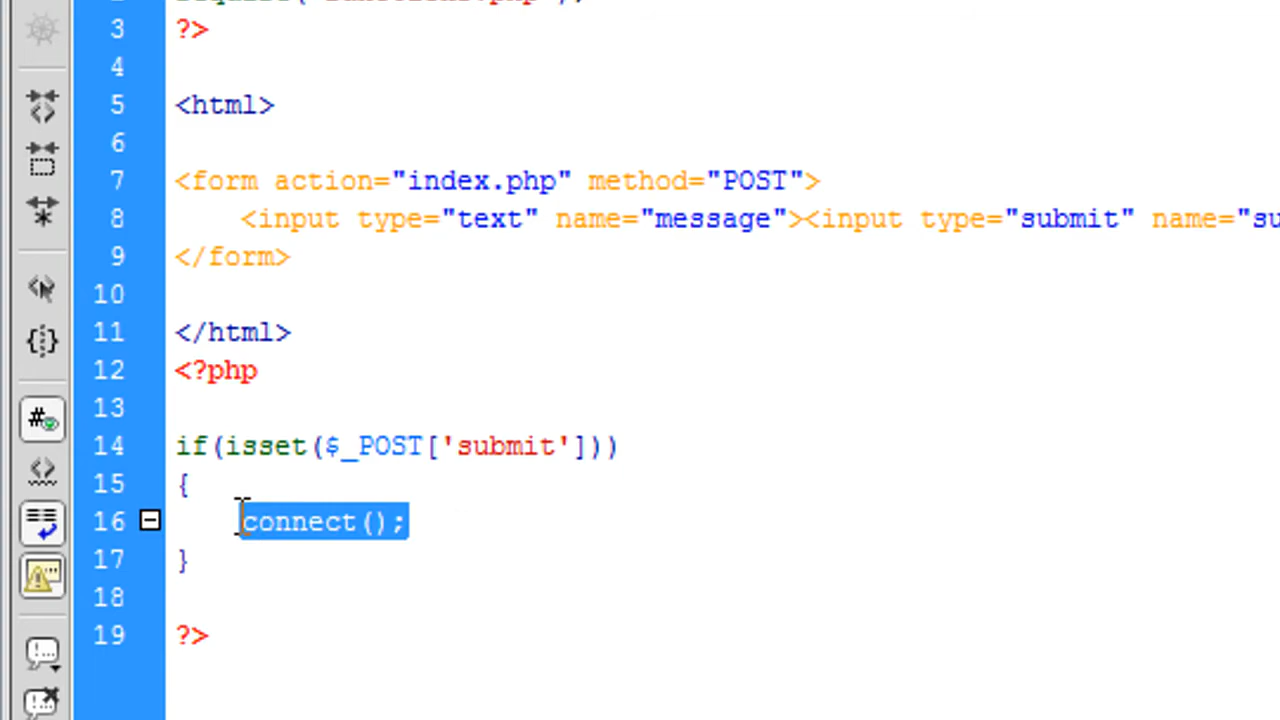 3 ?>
4
5 <html>
6
7 <form action="index.php" method="POST">
8 <input type="text" name="message"><input type="submit" name="su
9 </form>
10
11 </html>
12 <?php
13
14 if(isset($_POST['submit']))
15 {
16 connect();
17 }
18
19 ?>